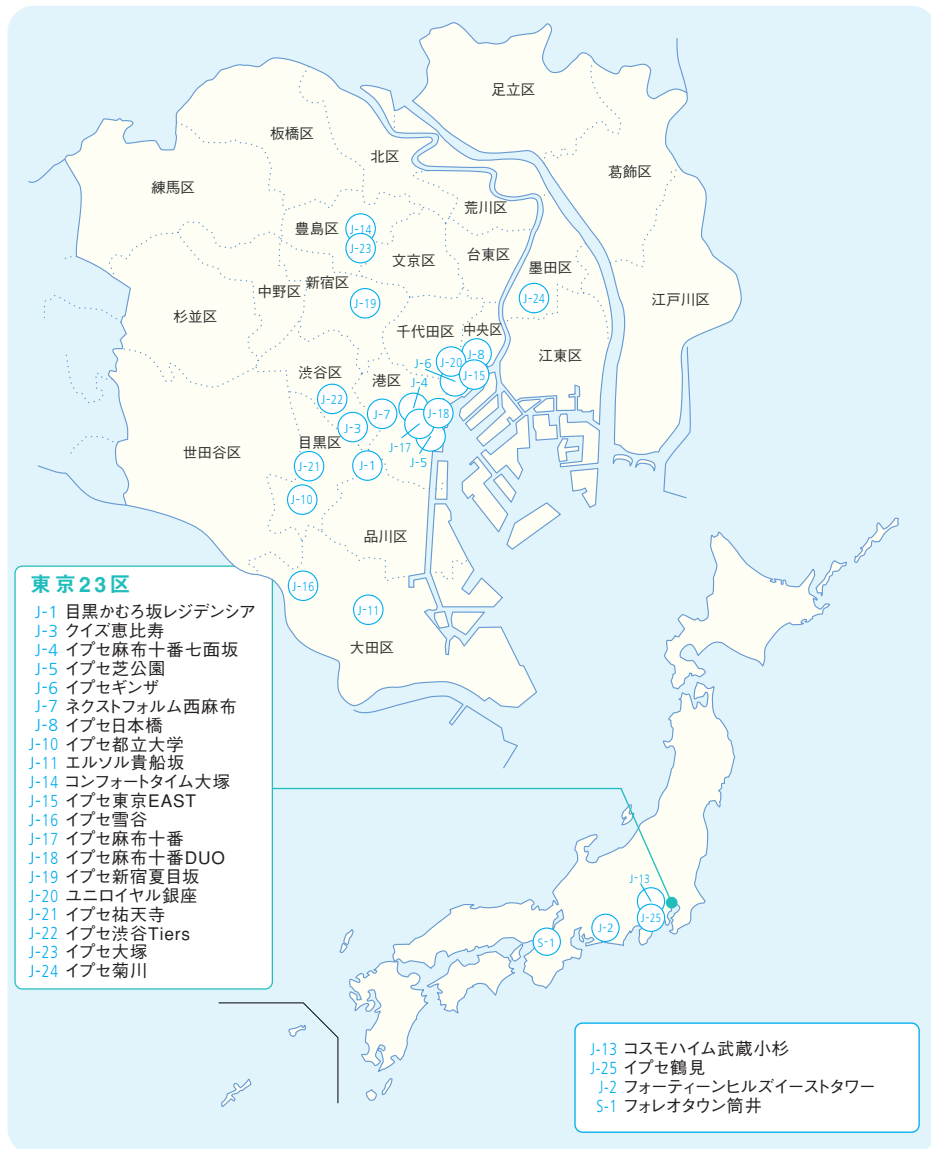 足立区
板橋区
北区
葛飾区
練馬区
荒川区
豊島区
J-14
J-23
文京区
台東区
墨田区
新宿区
中野区
J-19
J-24
江戸川区
杉並区
千代田区
中央区
江東区
J-6
J-20
J-8
J-15
渋谷区
港区
J-4
J-22
J-7
J-18
J-3
目黒区
J-17
世田谷区
J-21
J-1
J-5
J-10
品川区
J-16
J-11
大田区
東京23区
J-1 目黒かむろ坂レジデンシア
J-3 クイズ恵比寿
J-4 イプセ麻布十番七面坂
J-5 イプセ芝公園
J-6 イプセギンザ
J-7 ネクストフォルム西麻布
J-8 イプセ日本橋
J-10 イプセ都立大学
J-11 エルソル貴船坂
J-14 コンフォートタイム大塚
J-15 イプセ東京EAST
J-16 イプセ雪谷
J-17 イプセ麻布十番
J-18 イプセ麻布十番DUO
J-19 イプセ新宿夏目坂
J-20 ユニロイヤル銀座
J-21 イプセ祐天寺
J-22 イプセ渋谷Tiers
J-23 イプセ大塚
J-24 イプセ菊川
J-13
J-25
J-2
S-1
J-13 コスモハイム武蔵小杉
J-25 イプセ鶴見
J-2 フォーティーンヒルズイーストタワー
S-1 フォレオタウン筒井